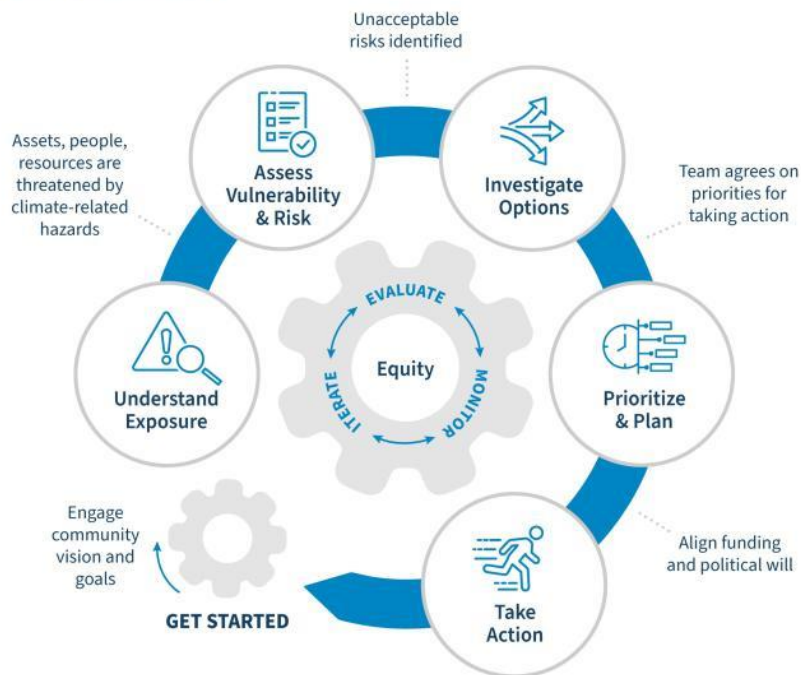 Unacceptable
risks identified
Assess
Vulnerability
& Risk
Investigate
Options
Assets, people,
resources are
threatened by
climate-related
hazards
Team agrees on
priorities for
taking action
EVALUATE
MONITOR
ITERATE
Equity
Understand
Exposure
Prioritize
& Plan
Engage
community
vision and
goals
GET STARTED
Take
Action
Align funding
and political will